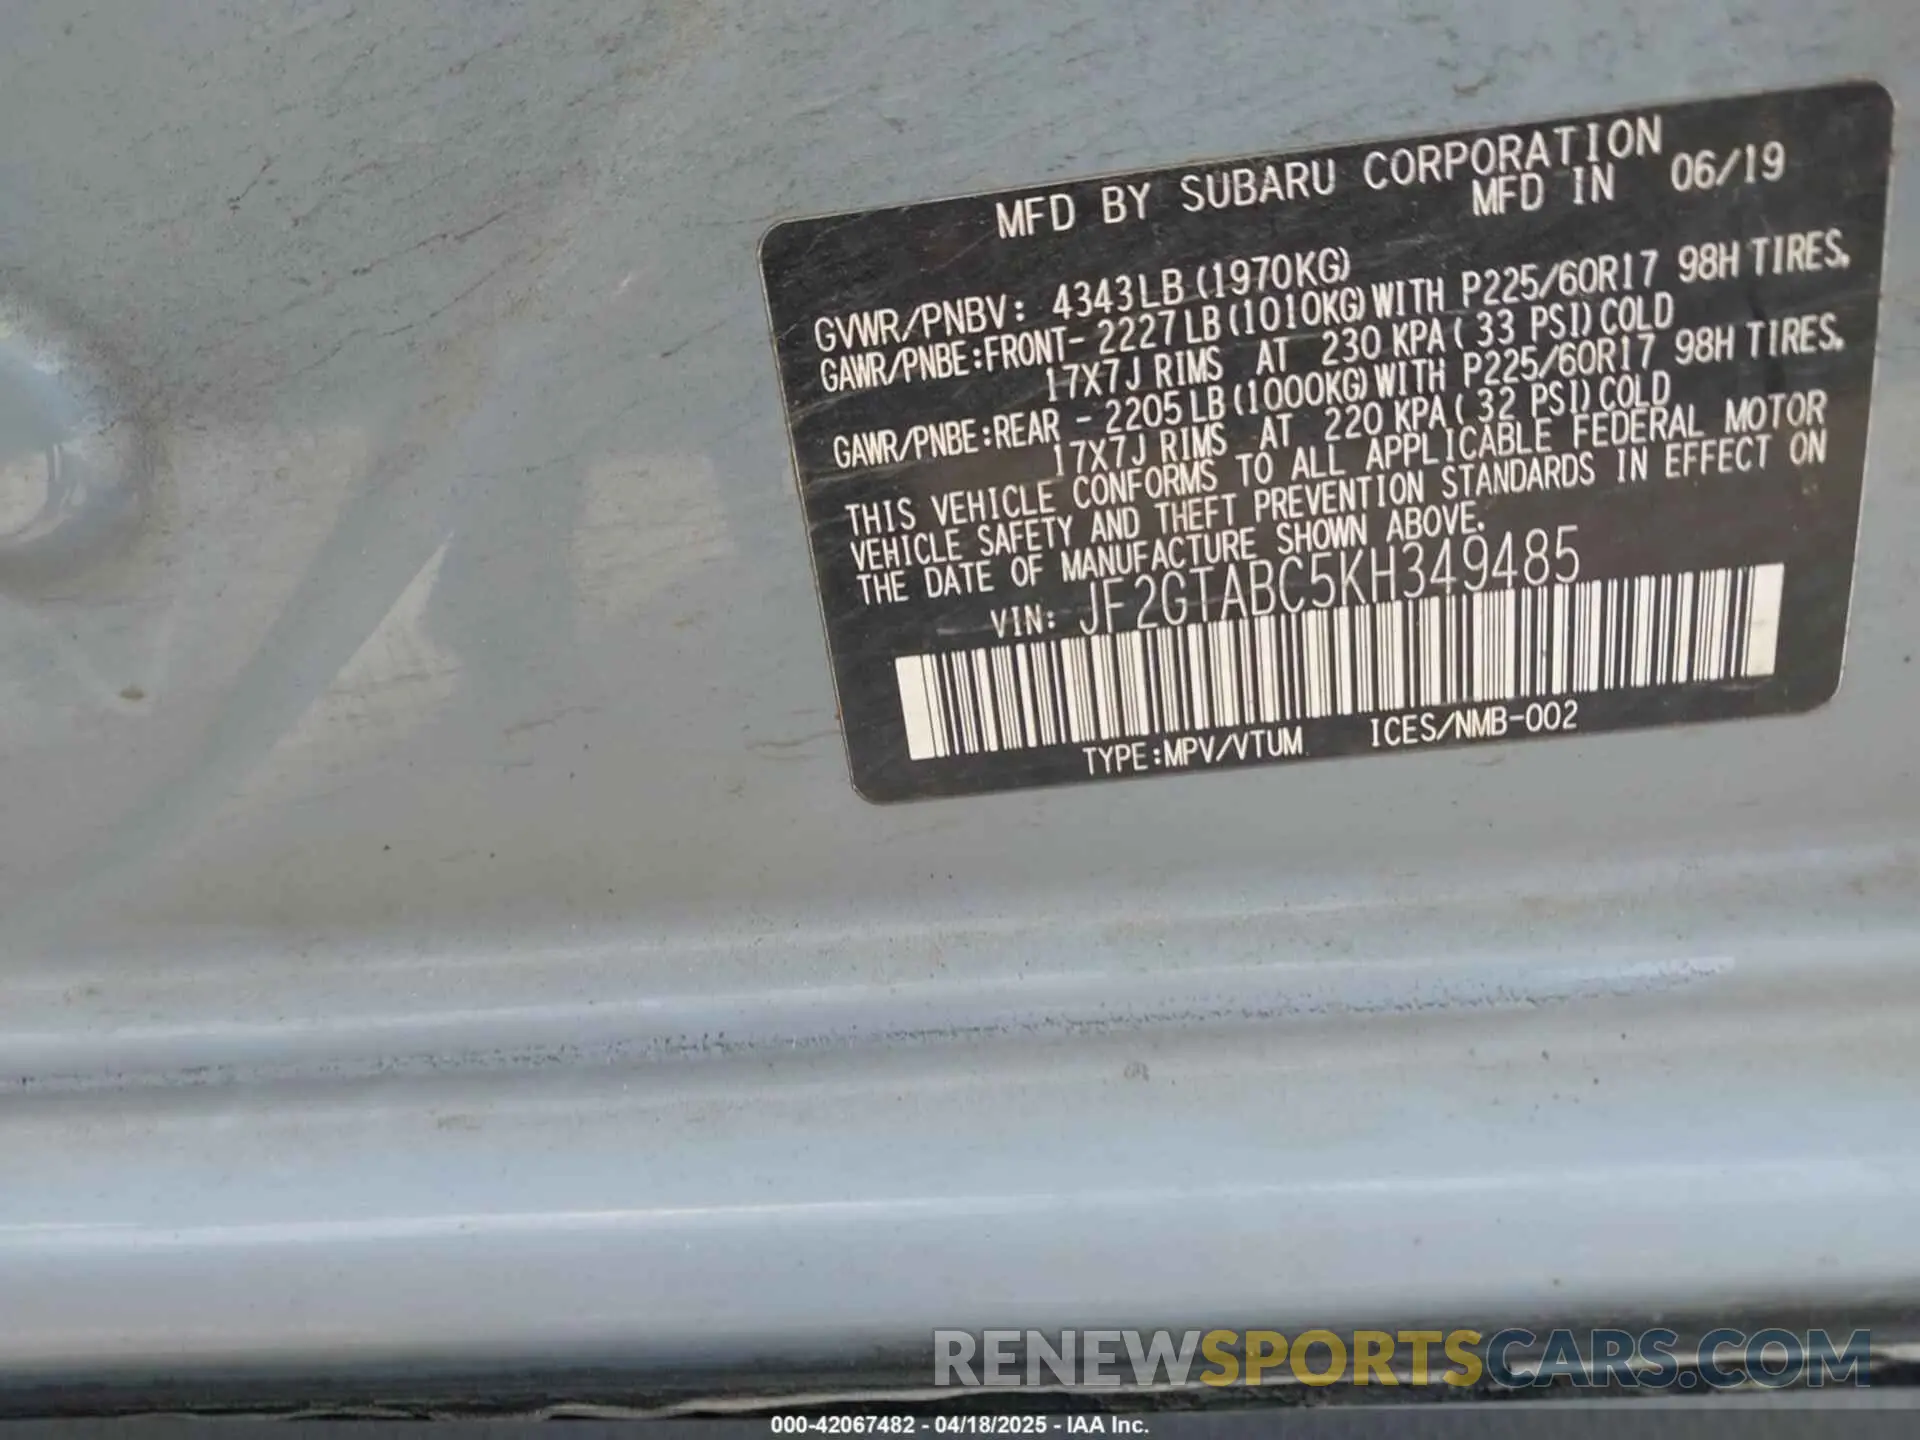 MFD BY SUBARU CORPORATION
MFD IN 06/19
GVWR/PNBV: 4343LB(1970KG)
GAWR/PNBE:FRONT- 2227LB(1010KG)WITH P225/60R17 98H TIRES.
17X7J RIMS AT 230 KPA( 33 PSI)COLD
GAWR/PNBE:REAR - 2205LB(1000KG)WITH P225/60R17 98H TIRES.
17X7J RIMS AT 220 KPA( 32 PSI)COLD
THIS VEHICLE CONFORMS TO ALL APPLICABLE FEDERAL MOTOR
VEHICLE SAFETY AND THEFT PREVENTION STANDARDS IN EFFECT ON
THE DATE OF MANUFACTURE SHOWN ABOVE.
VIN: JF2GTABC5KH349485
TYPE:MPV/VTUM ICES/NMB-002
RENEWSPORTSCARS.COM
000-42067482 - 04/18/2025 - IAA Inc.